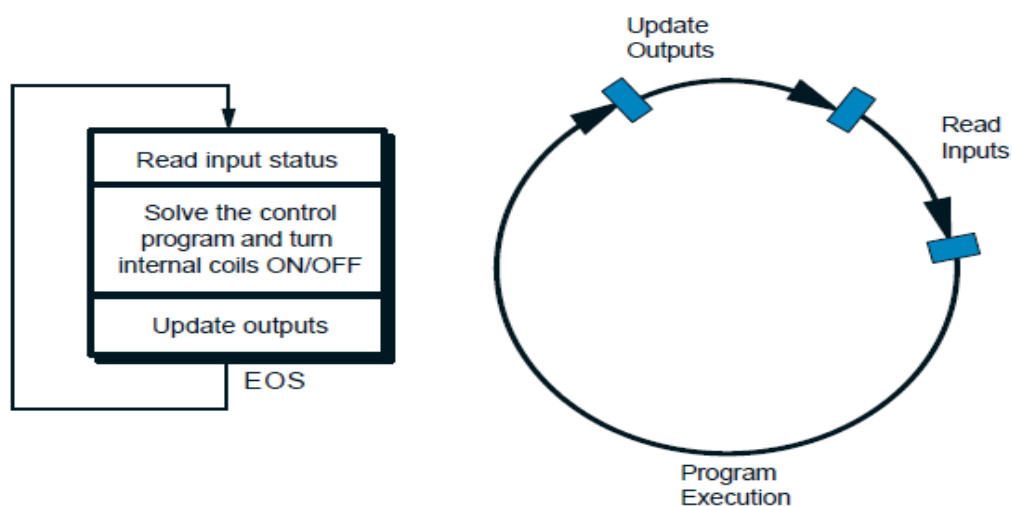 Read input status
Solve the control
program and turn
internal coils ON/OFF
Update outputs
EOS
Update
Outputs
Read
Inputs
Program
Execution